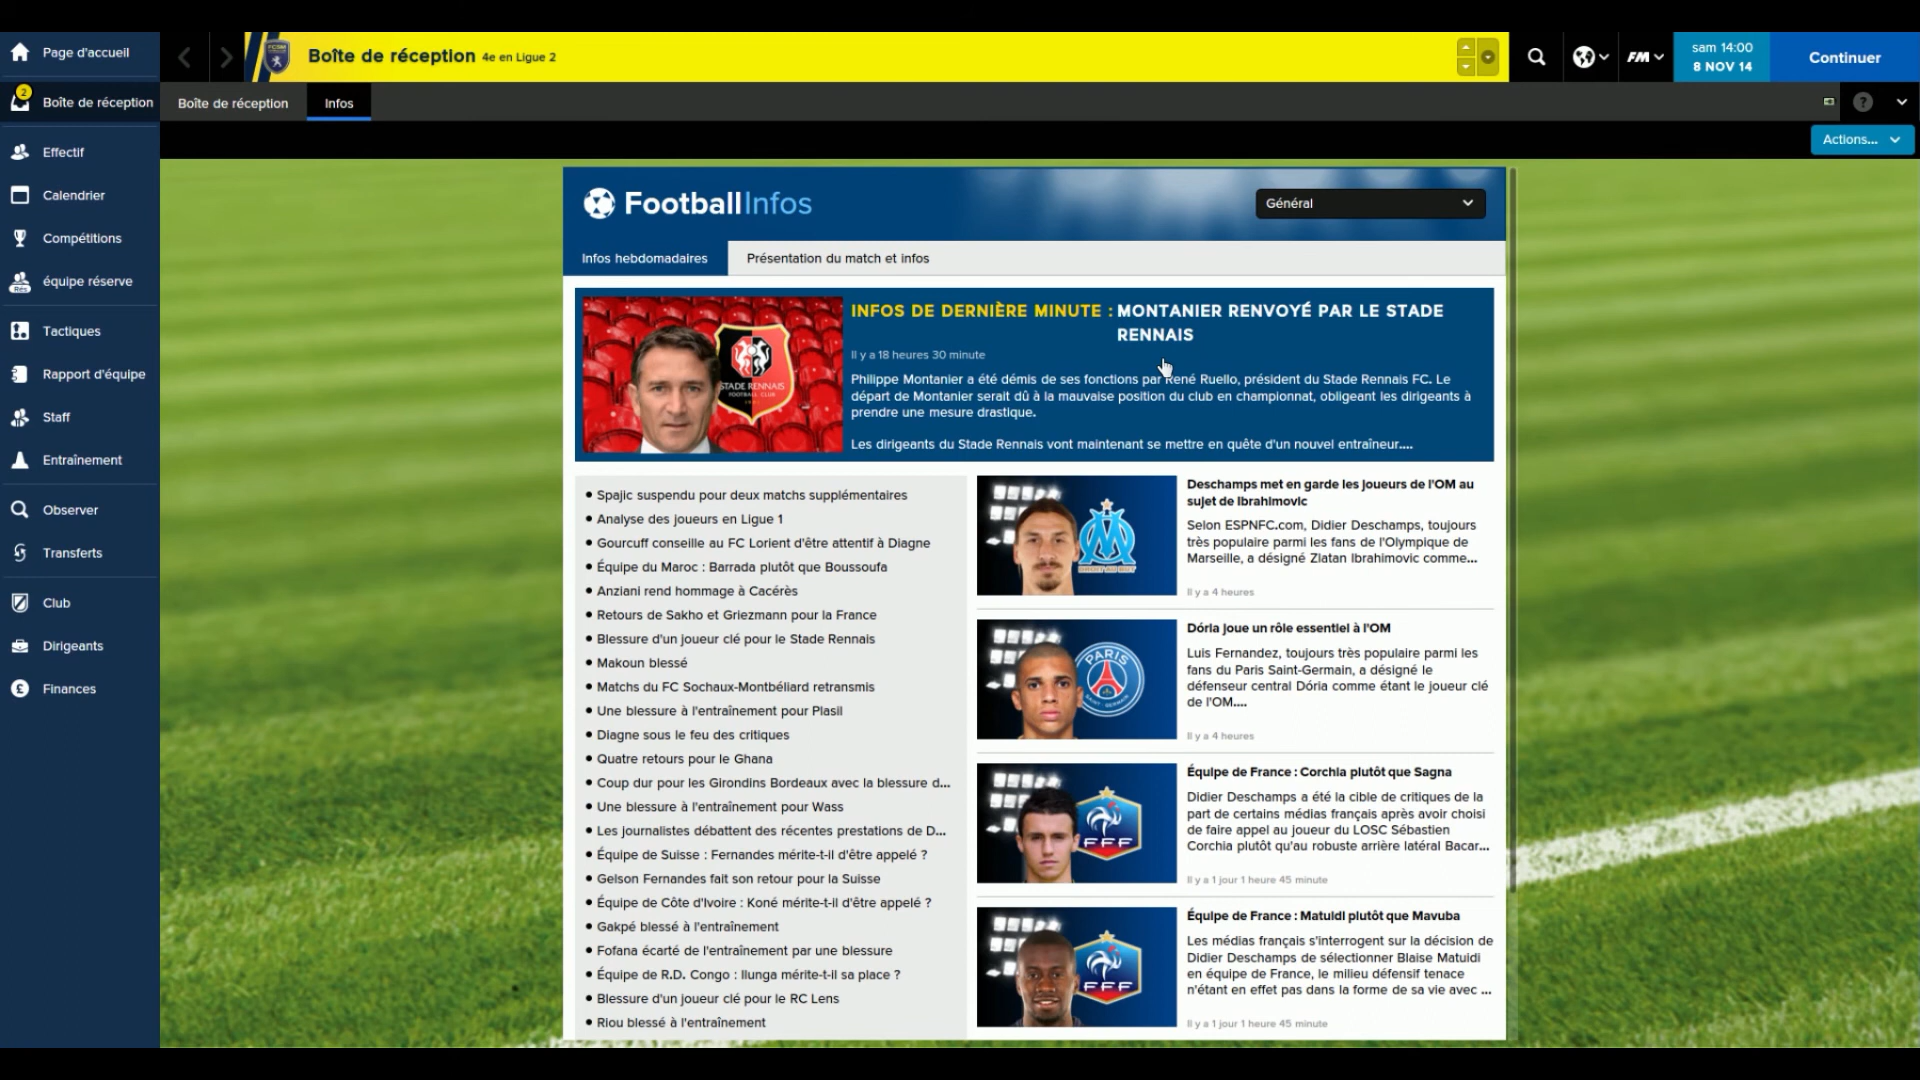 Page d'accueil
Boîte de réception 4e en Ligue 2
FM
sam 14:00
8 NOV 14
Continuer
2
Boîte de réception
Boîte de réception
Infos
?
Actions...
Effectif
Calendrier
Compétitions
Rés
équipe réserve
Tactiques
Rapport d'équipe
Staff
Entraînement
Observer
Transferts
Club
Dirigeants
£
Finances
FootballInfos
Général
Infos hebdomadaires
Présentation du match et infos
INFOS DE DERNIÈRE MINUTE : MONTANIER RENVOYÉ PAR LE STADE
RENNAIS
Il y a 18 heures 30 minute
Philippe Montanier a été démis de ses fonctions par René Ruello, président du Stade Rennais FC. Le
départ de Montanier serait dû à la mauvaise position du club en championnat, obligeant les dirigeants à
prendre une mesure drastique.
Les dirigeants du Stade Rennais vont maintenant se mettre en quête d'un nouvel entraîneur....
STADE RENNAIS
FOOTBALL CLUB
Spajic suspendu pour deux matchs supplémentaires
Analyse des joueurs en Ligue 1
Gourcuff conseille au FC Lorient d'être attentif à Diagne
Équipe du Maroc : Barrada plutôt que Boussoufa
Anziani rend hommage à Cacérès
Retours de Sakho et Griezmann pour la France
Blessure d'un joueur clé pour le Stade Rennais
Makoun blessé
Matchs du FC Sochaux-Montbéliard retransmis
Une blessure à l'entraînement pour Plasil
Diagne sous le feu des critiques
Quatre retours pour le Ghana
Coup dur pour les Girondins Bordeaux avec la blessure d...
Une blessure à l'entraînement pour Wass
Les journalistes débattent des récentes prestations de D...
Équipe de Suisse : Fernandes mérite-t-il d'être appelé ?
Gelson Fernandes fait son retour pour la Suisse
Équipe de Côte d'Ivoire : Koné mérite-t-il d'être appelé ?
Gakpé blessé à l'entraînement
Fofana écarté de l'entraînement par une blessure
Équipe de R.D. Congo : Ilunga mérite-t-il sa place ?
Blessure d'un joueur clé pour le RC Lens
Riou blessé à l'entraînement
Deschamps met en garde les joueurs de l'OM au
sujet de Ibrahimovic
Selon ESPNFC.com, Didier Deschamps, toujours
très populaire parmi les fans de l'Olympique de
Marseille, a désigné Zlatan Ibrahimovic comme...
Il y a 4 heures
PARIS
SAINT-GERMAIN
Dória joue un rôle essentiel à l'OM
Luis Fernandez, toujours très populaire parmi les
fans du Paris Saint-Germain, a désigné le
défenseur central Dória comme étant le joueur clé
de l'OM....
Il y a 4 heures
FFF
Équipe de France : Corchia plutôt que Sagna
Didier Deschamps a été la cible de critiques de la
part de certains médias français après avoir choisi
de faire appel au joueur du LOSC Sébastien
Corchia plutôt qu'au robuste arrière latéral Bacar...
Il y a 1 jour 1 heure 45 minute
FFF
Équipe de France : Matuidi plutôt que Mavuba
Les médias français s'interrogent sur la décision de
Didier Deschamps de sélectionner Blaise Matuidi
en équipe de France, le milieu défensif tenace
n'étant en effet pas dans la forme de sa vie avec ...
Il y a 1 jour 1 heure 45 minute